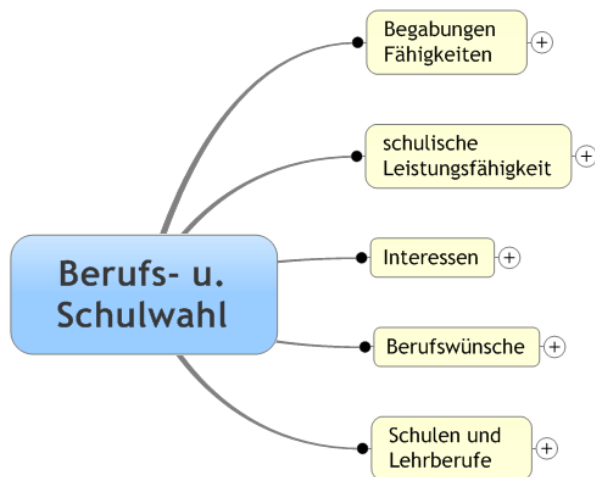 Begabungen
Fähigkeiten
schulische
Leistungsfähigkeit
Interessen
Berufs- u.
Schulwahl
Berufswünsche
Schulen und
Lehrberufe